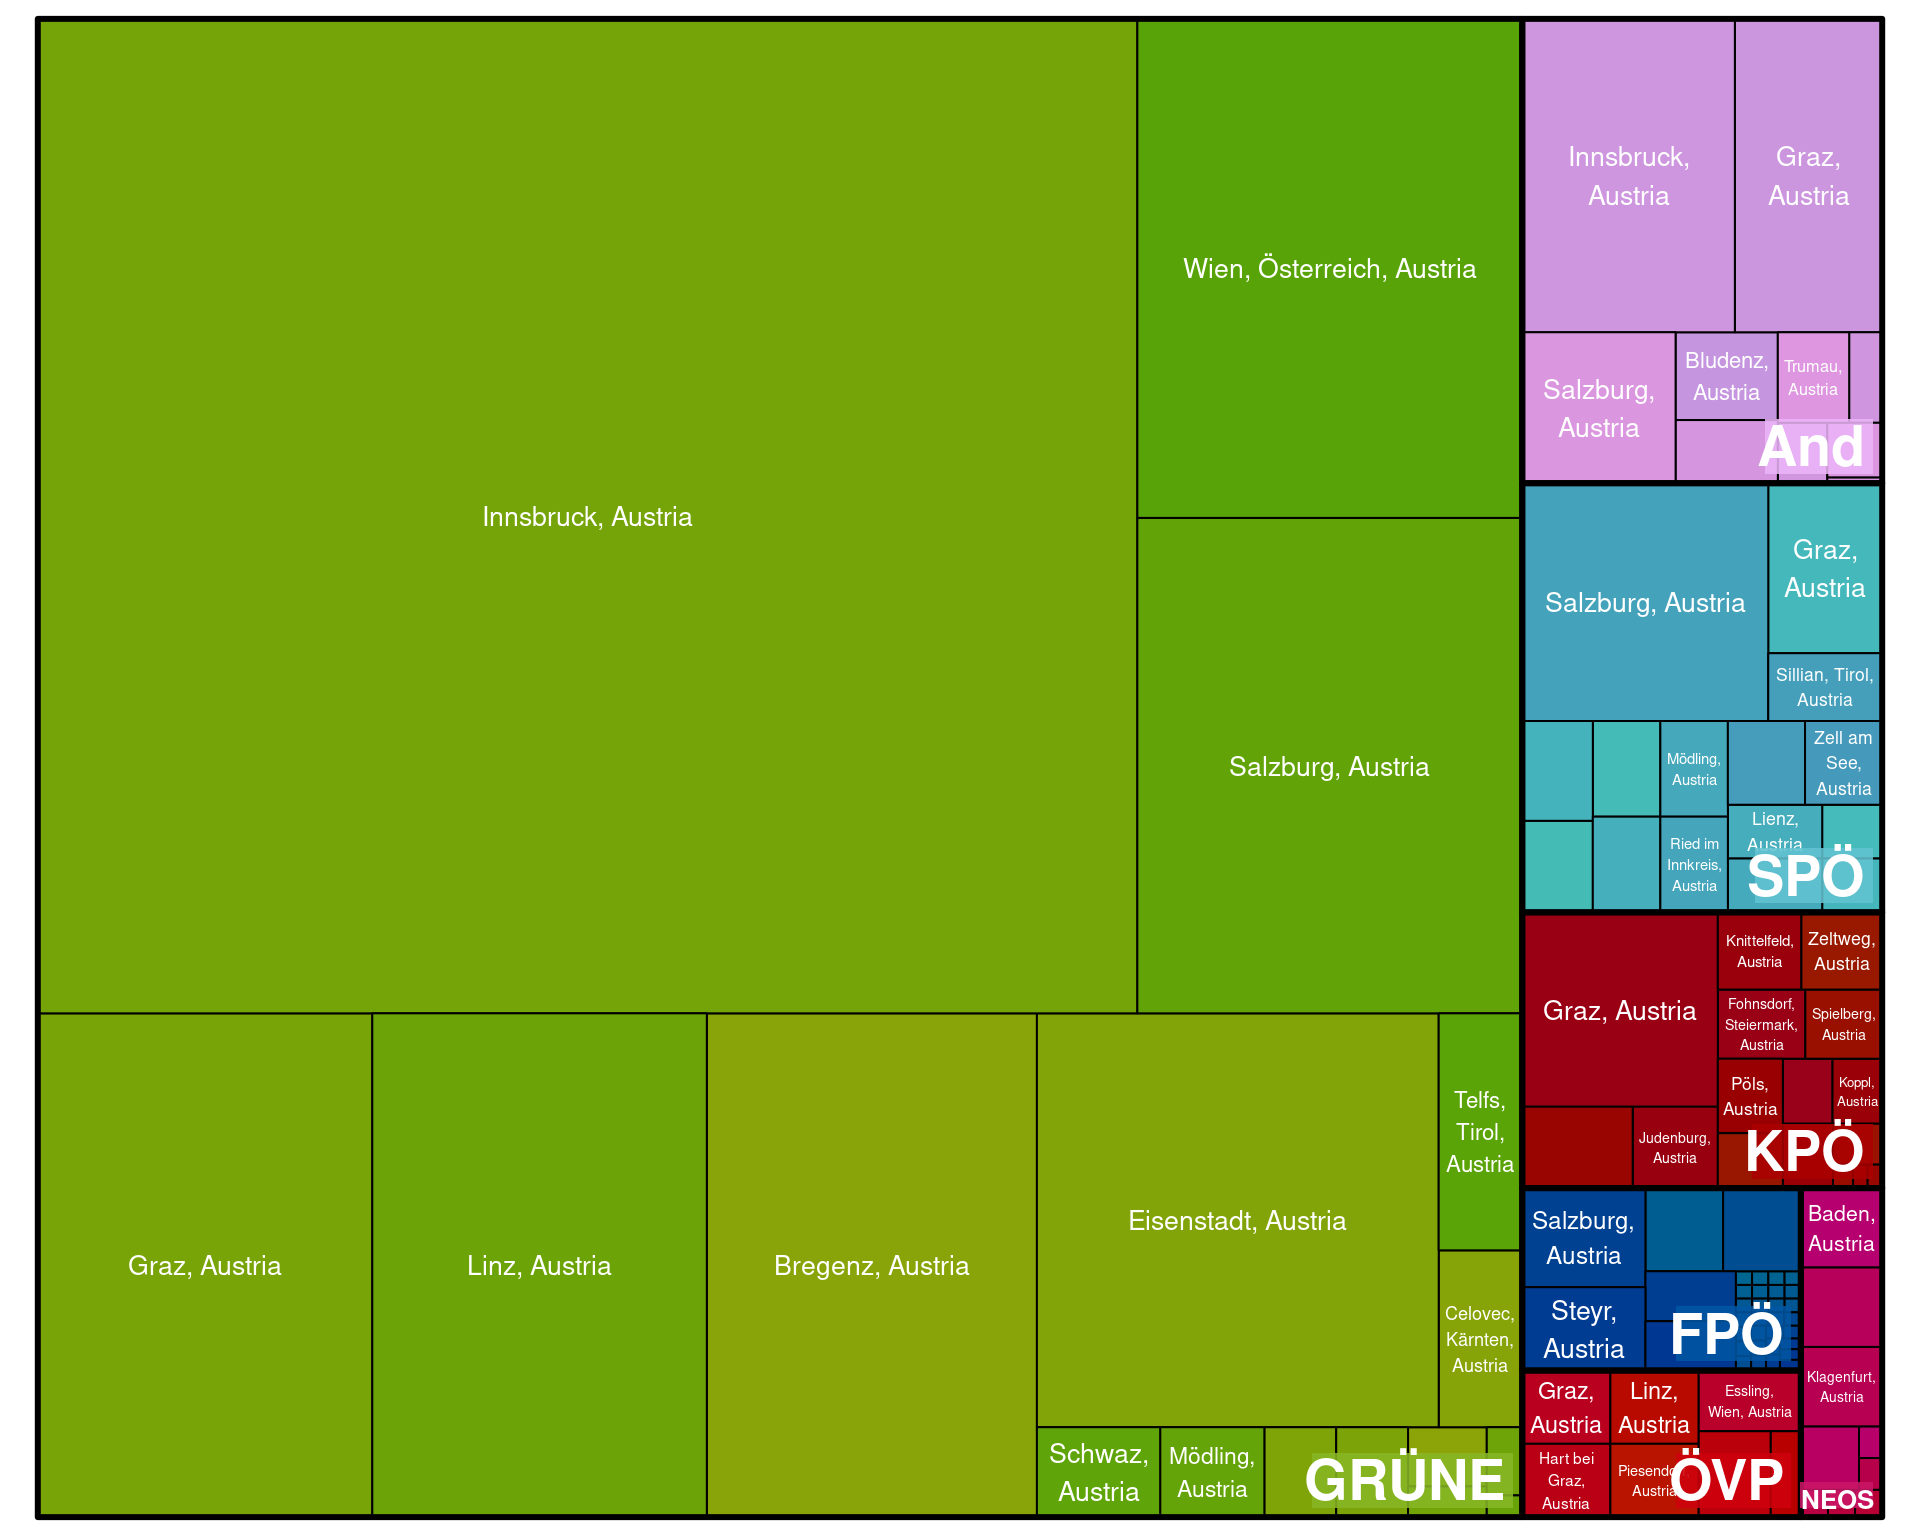 Innsbruck, Austria
Wien, Österreich, Austria
Salzburg, Austria
Graz, Austria
Linz, Austria
Bregenz, Austria
Eisenstadt, Austria
Telfs,
Tirol,
Austria
Celovec,
Kärnten,
Austria
Schwaz,
Austria
Mödling,
Austria
GRÜNE
Innsbruck,
Austria
Graz,
Austria
Salzburg,
Austria
Bludenz,
Austria
Trumau,
Austria
And
Salzburg, Austria
Graz,
Austria
Sillian, Tirol,
Austria
Mödling,
Austria
Zell am
See,
Austria
Ried im
Innkreis,
Austria
Lienz,
Austria
SPÖ
Graz, Austria
Knittelfeld,
Austria
Zeltweg,
Austria
Fohnsdorf,
Steiermark,
Austria
Spielberg,
Austria
Pöls,
Austria
Koppl,
Austria
Judenburg,
Austria
KPÖ
Salzburg,
Austria
Steyr,
Austria
FPÖ
Baden,
Austria
Klagenfurt,
Austria
NEOS
Graz,
Austria
Linz,
Austria
Essling,
Wien, Austria
Hart bei
Graz,
Austria
Austria
ÖVP